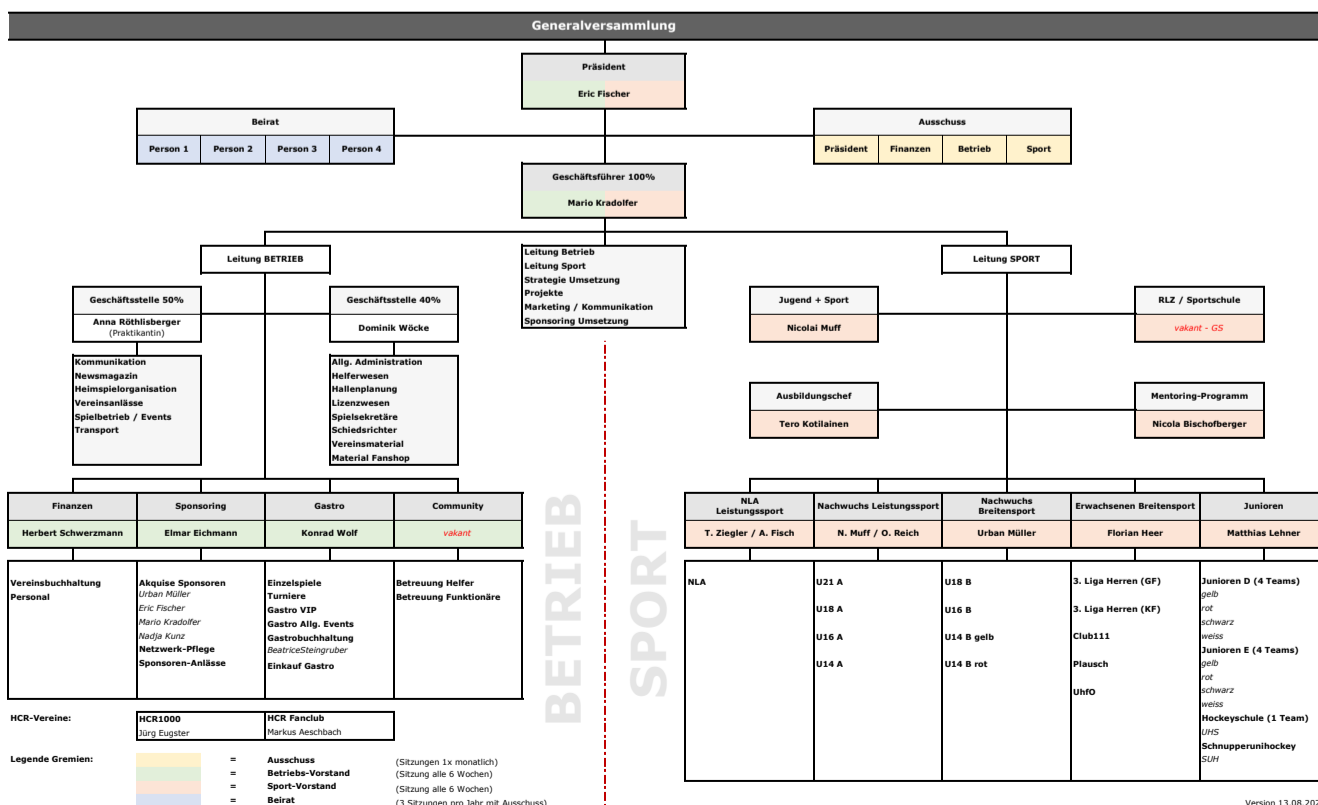 Generalversammlung
Präsident
Eric Fischer
Beirat
Person 1 Person 2 Person 3 Person 4
Ausschuss
Präsident Finanzen Betrieb Sport
Geschäftsführer 100%
Mario Kradolfer
Leitung BETRIEB
Leitung Betrieb
Leitung Sport
Strategie Umsetzung
Projekte
Marketing / Kommunikation
Sponsoring Umsetzung
Leitung SPORT
Geschäftsstelle 50%
Anna Röthlisberger
(Praktikantin)
Kommunikation
Newsmagazin
Heimspielorganisation
Vereinsanlässe
Spielbetrieb / Events
Transport
Geschäftsstelle 40%
Dominik Wöcke
Allg. Administration
Helferwesen
Hallenplanung
Lizenzwesen
Spielsekretäre
Schiedsrichter
Vereinsmaterial
Material Fanshop
Jugend + Sport
Nicolai Muff
RLZ / Sportschule
vakant - GS
Ausbildungschef
Tero Kotilainen
Mentoring-Programm
Nicola Bischofberger
Finanzen
Herbert Schwerzmann
Vereinsbuchhaltung
Personal
Sponsoring
Elmar Eichmann
Akquise Sponsoren
Urban Müller
Eric Fischer
Mario Kradolfer
Nadja Kunz
Netzwerk-Pflege
Sponsoren-Anlässe
Gastro
Konrad Wolf
Einzelspiele
Turniere
Gastro VIP
Gastro Allg. Events
Gastrobuchhaltung
BeatriceSteingruber
Einkauf Gastro
Community
vakant
Betreuung Helfer
Betreuung Funktionäre
BETRIEB
SPORT
NLA
Leistungssport
T. Ziegler / A. Fisch
NLA
Nachwuchs Leistungssport
N. Muff / O. Reich
U21 A
U18 A
U16 A
U14 A
Nachwuchs
Breitensport
Urban Müller
U18 B
U16 B
U14 B gelb
U14 B rot
Erwachsenen Breitensport
Florian Heer
3. Liga Herren (GF)
3. Liga Herren (KF)
Club111
Plausch
UhfO
Junioren
Matthias Lehner
Junioren D (4 Teams)
gelb
rot
schwarz
weiss
Junioren E (4 Teams)
gelb
rot
schwarz
weiss
Hockeyschule (1 Team)
UHS
Schnupperunihockey
SUH
HCR-Vereine:
HCR1000
Jürg Eugster
HCR Fanclub
Markus Aeschbach
Legende Gremien:
= Ausschuss (Sitzungen 1x monatlich)
= Betriebs-Vorstand (Sitzung alle 6 Wochen)
= Sport-Vorstand (Sitzung alle 6 Wochen)
= Beirat (3 Sitzungen pro Jahr mit Ausschuss)
Version 13.08.202